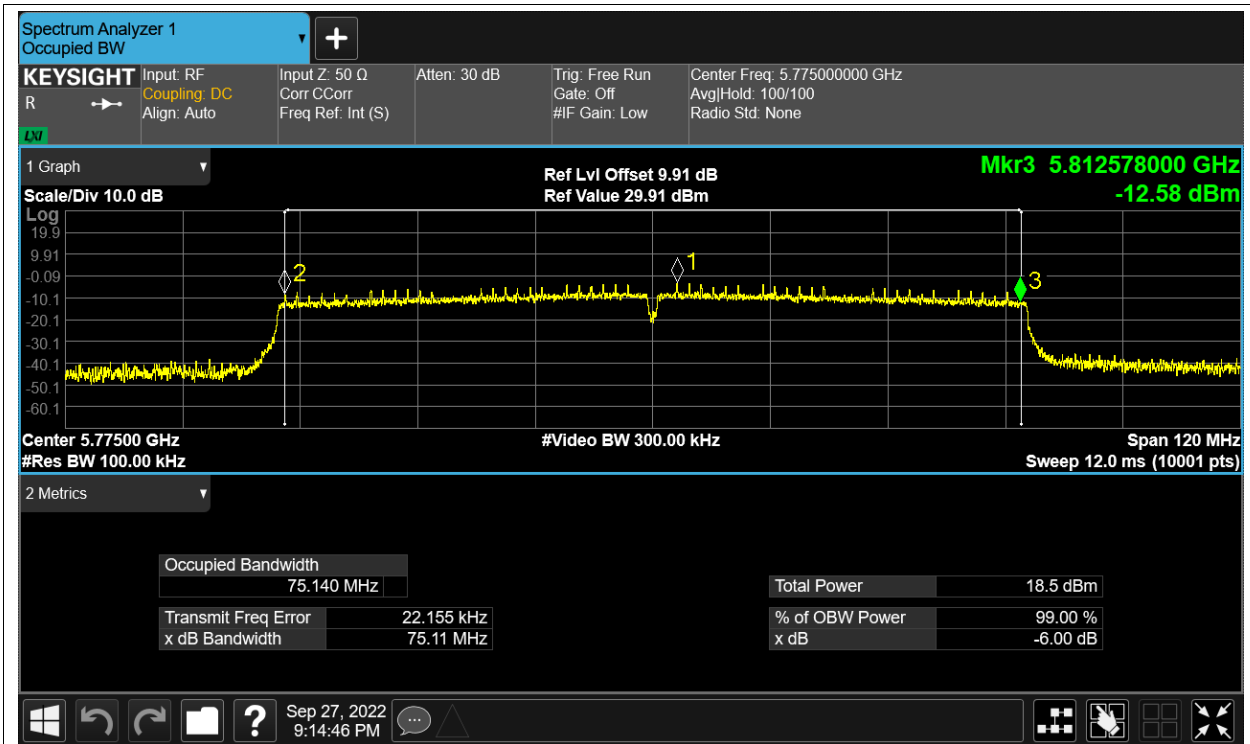 Spectrum Analyzer 1
Occupied BW
KEYSIGHT
R
LXI
Input: RF
Coupling: DC
Align: Auto
Input Z: 50 Ω
Corr CCorr
Freq Ref: Int (S)
Atten: 30 dB
Trig: Free Run
Gate: Off
#IF Gain: Low
Center Freq: 5.775000000 GHz
Avg|Hold: 100/100
Radio Std: None
1 Graph
Scale/Div 10.0 dB
Ref Lvl Offset 9.91 dB
Ref Value 29.91 dBm
Mkr3 5.812578000 GHz
-12.58 dBm
Log
19.9
9.91
-0.09
-10.1
-20.1
-30.1
-40.1
-50.1
-60.1
1
2
3
Center 5.77500 GHz
#Res BW 100.00 kHz
#Video BW 300.00 kHz
Span 120 MHz
Sweep 12.0 ms (10001 pts)
2 Metrics
Occupied Bandwidth
75.140 MHz
Transmit Freq Error 22.155 kHz
x dB Bandwidth 75.11 MHz
Total Power 18.5 dBm
% of OBW Power 99.00 %
x dB -6.00 dB
?
Sep 27, 2022
9:14:46 PM